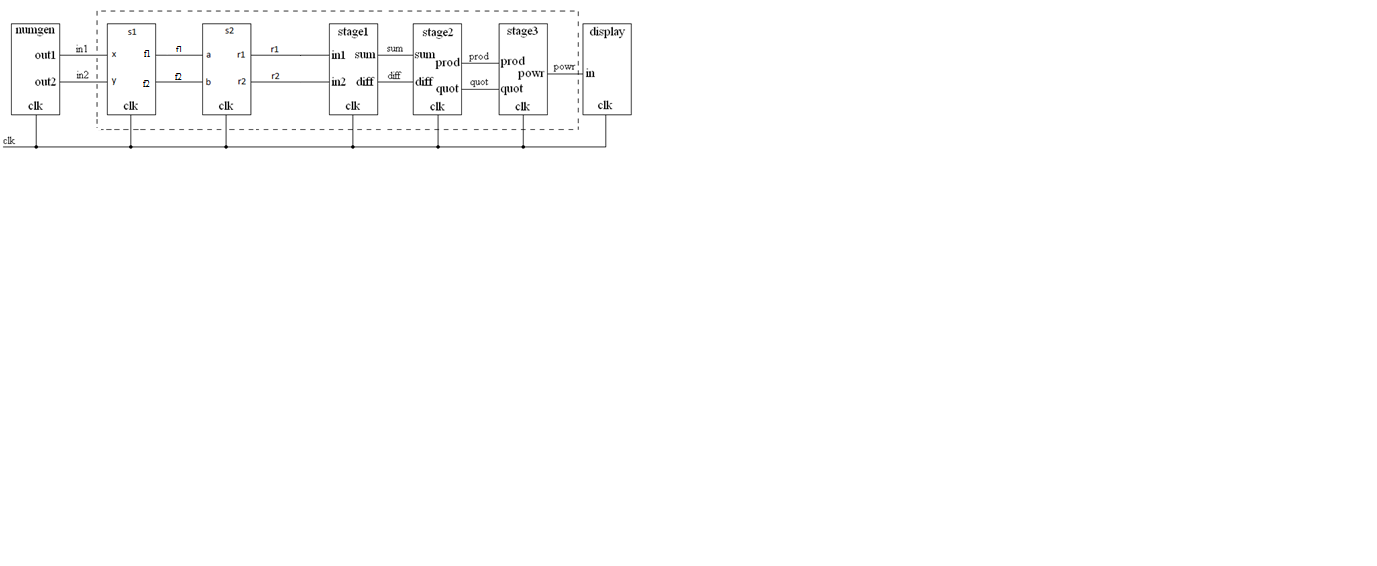 numgen
out1
out2
clk
in1
in2
s1
x
y
f1
f2
clk
f1
f2
s2
a
b
r1
r2
clk
r1
r2
stage1
in1 sum
in2 diff
clk
sum
diff
stage2
sum
prod
diff
quot
clk
prod
quot
stage3
prod
powr
quot
clk
powr
display
in
clk
clk